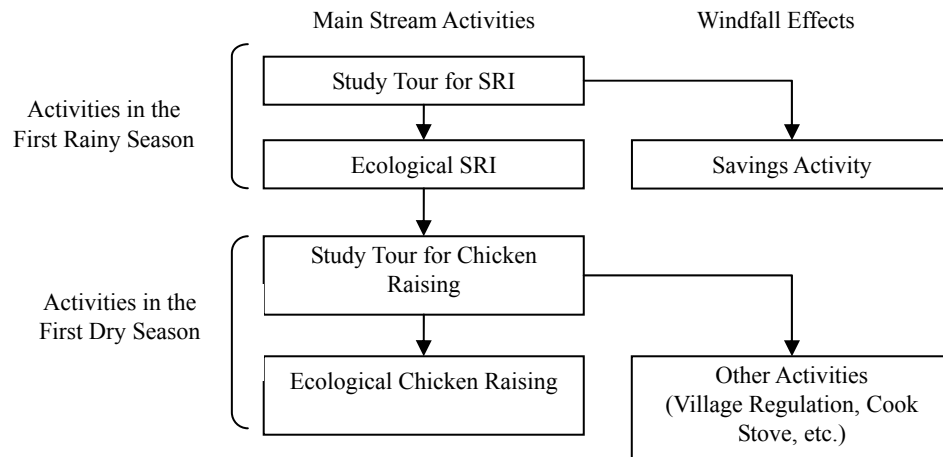 Main Stream Activities
Windfall Effects
Activities in the
First Rainy Season
Study Tour for SRI
Ecological SRI
Savings Activity
Activities in the
First Dry Season
Study Tour for Chicken
Raising
Ecological Chicken Raising
Other Activities
(Village Regulation, Cook
Stove, etc.)